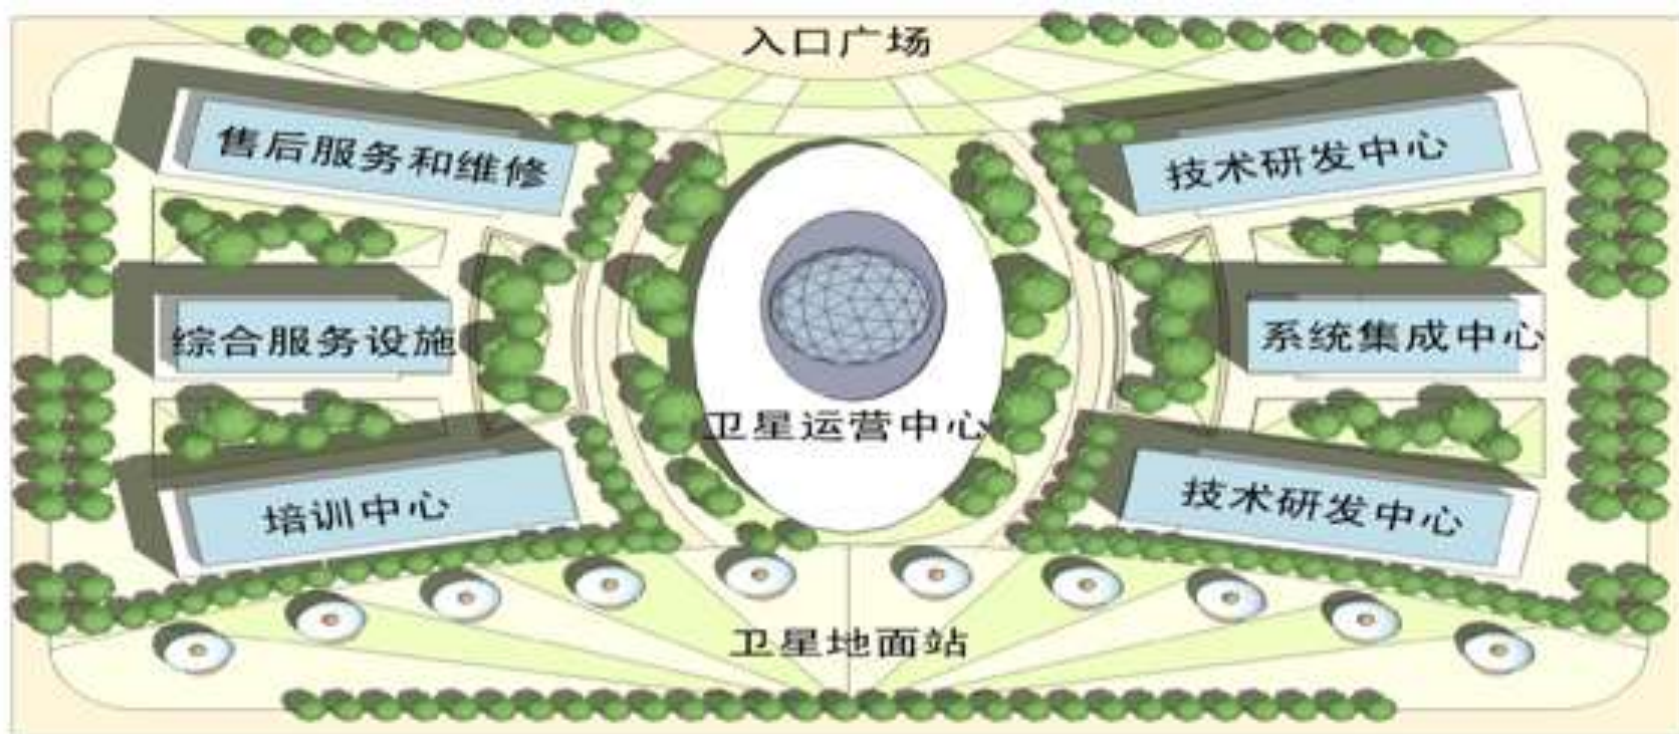 入口广场
售后服务和维修
技术研发中心
综合服务设施
系统集成中心
卫星运营中心
培训中心
技术研发中心
卫星地面站